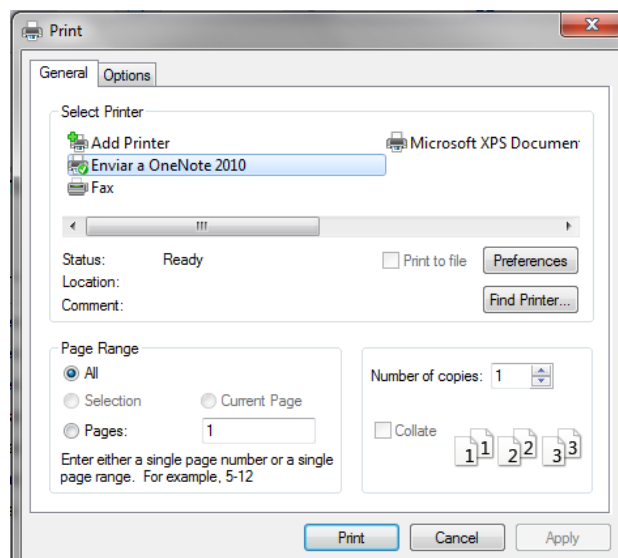 Print
General Options
Select Printer
Add Printer Microsoft XPS Documen
Enviar a OneNote 2010
Fax
Status: Ready Print to file Preferences
Location:
Comment: Find Printer...
Page Range
All Number of copies: 1
Selection Current Page
Pages: 1 Collate 1 1 2 2 3 3
Enter either a single page number or a single
page range. For example, 5-12
Print Cancel Apply